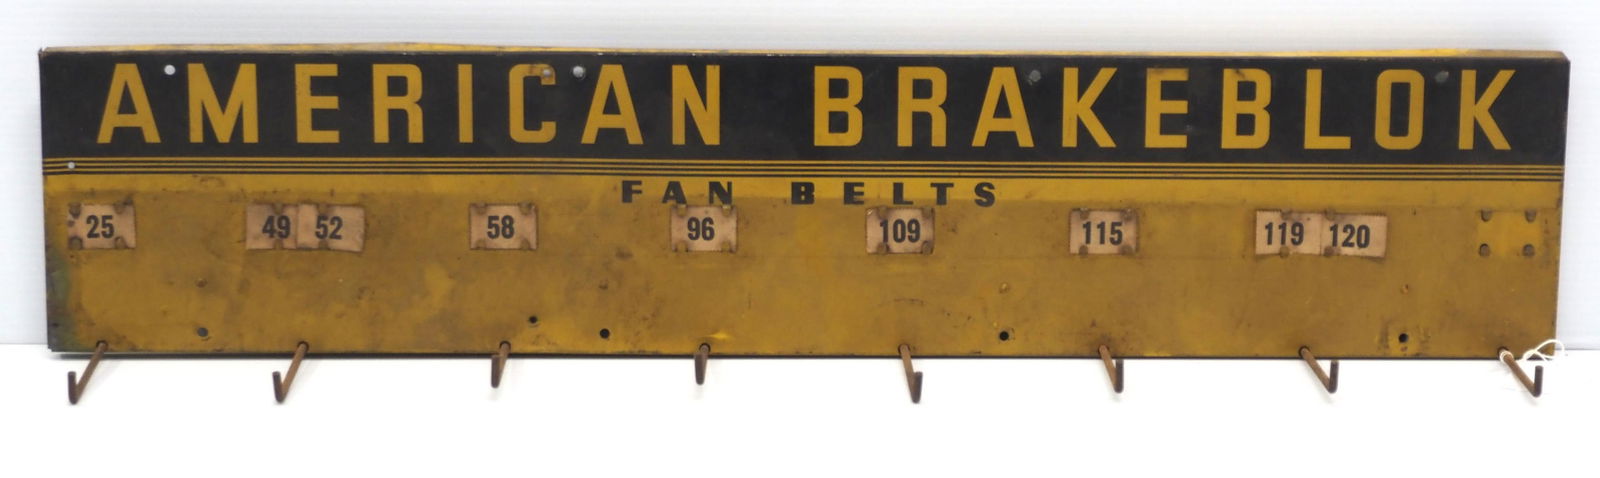 AMERICAN BRAKEBLOK
FAN BELTS
25 49 52 58 96 109 115 119 120